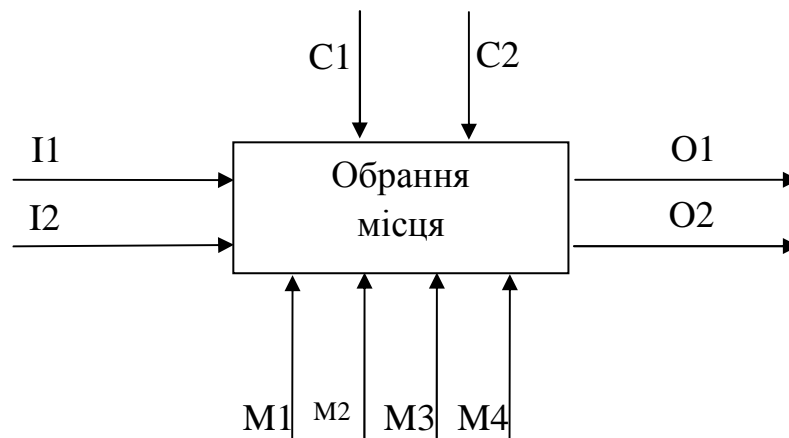 C1 C2
I1
I2
Обрання
місця
O1
O2
M1 M2 M3 M4